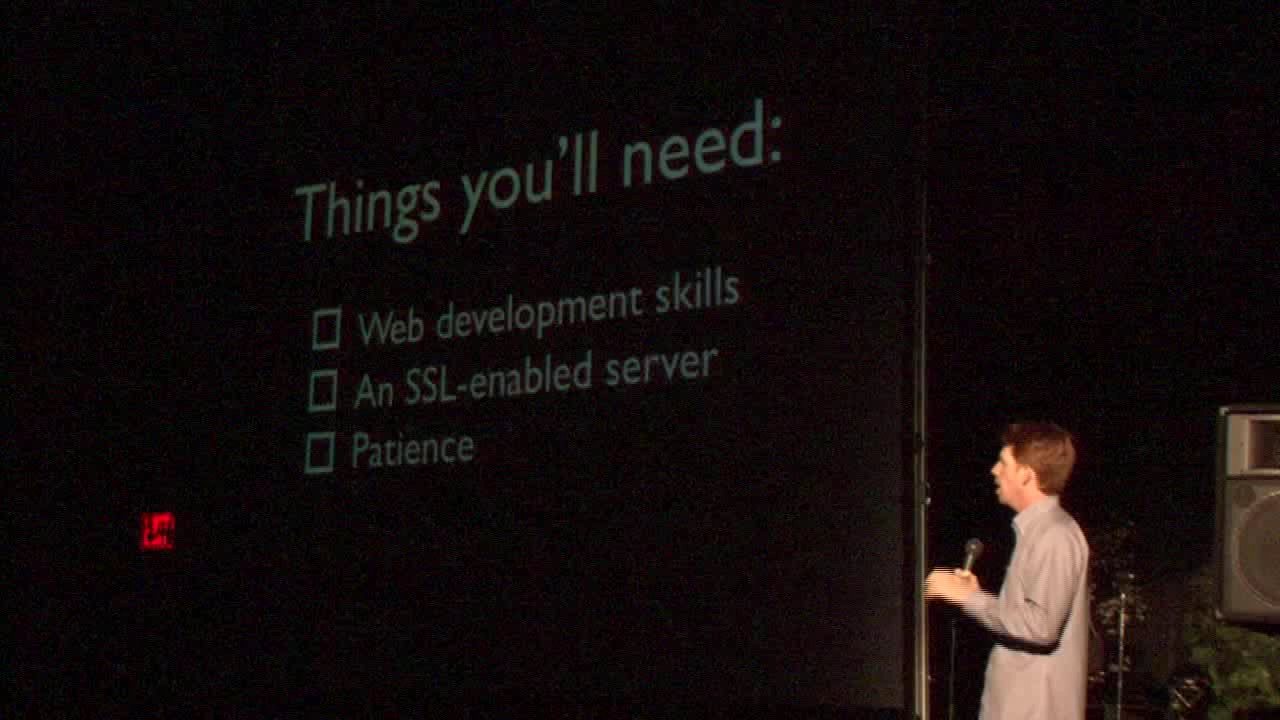 Things you’ll need:
Web development skills
An SSL-enabled server
Patience